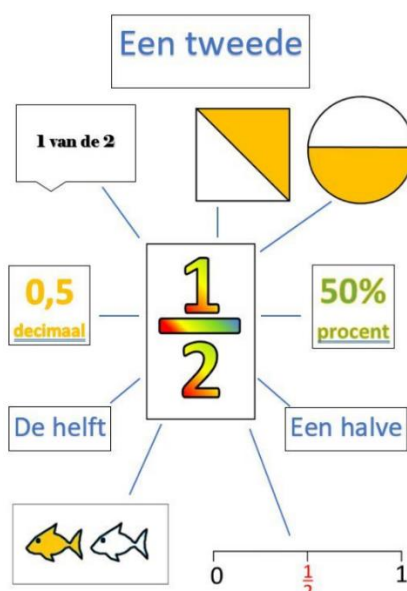 Een tweede
1 van de 2
0,5
decimaal
1
2
50%
procent
De helft
Een halve
0
1
2
1